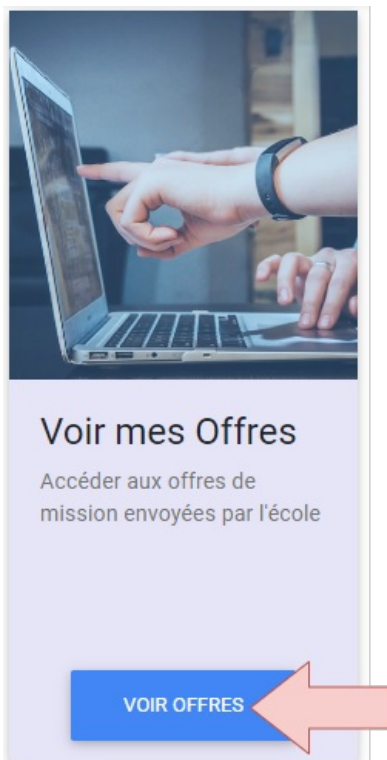 Voir mes Offres
Accéder aux offres de
mission envoyées par l'école
VOIR OFFRES